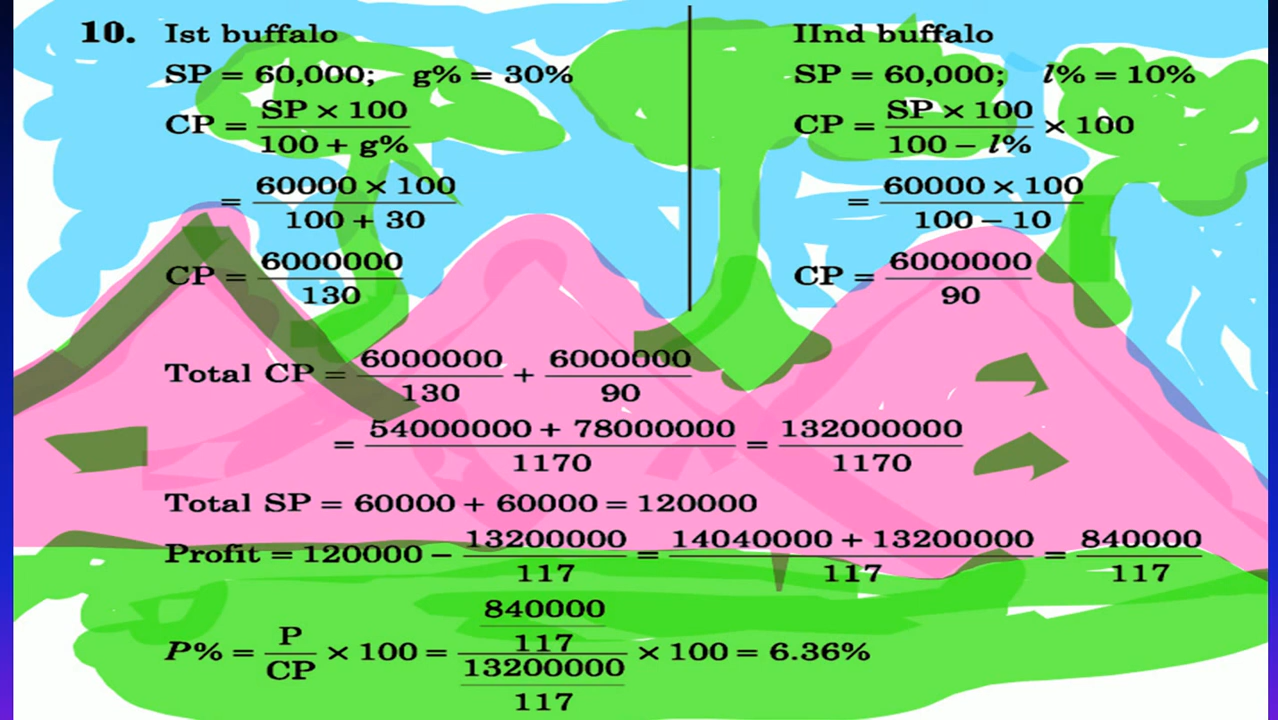 10. Ist buffalo
SP = 60,000; g% = 30%
CP = (SP × 100)/(100 + g%)
= (60000 × 100)/(100 + 30)
CP = 6000000/130
IInd buffalo
SP = 60,000; l% = 10%
CP = (SP × 100)/(100 − l%) × 100
= (60000 × 100)/(100 − 10)
CP = 6000000/90
Total CP = 6000000/130 + 6000000/90
= (54000000 + 78000000)/1170 = 132000000/1170
Total SP = 60000 + 60000 = 120000
Profit = 120000 − 13200000/117 = (14040000 + 13200000)/117 = 840000/117
P% = P/CP × 100 = (840000/117)/(13200000/117) × 100 = 6.36%